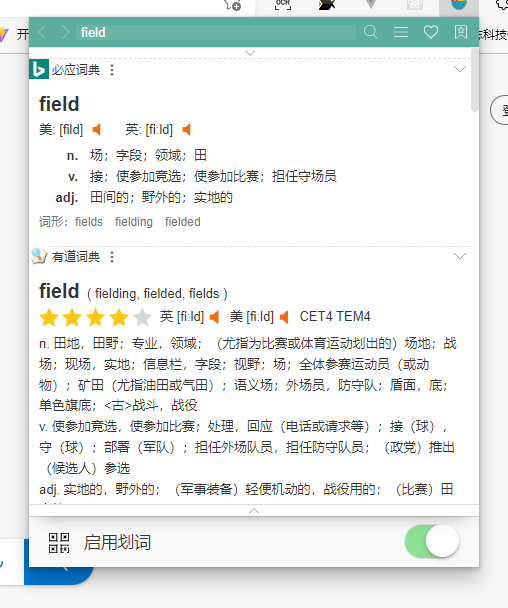 OCR
开
志科技
field
必应词典
field
美: [fild] 英: [fiːld]
n. 场；字段；领域；田
v. 接；使参加竞选；使参加比赛；担任守场员
adj. 田间的；野外的；实地的
词形：fields fielding fielded
有道词典
field ( fielding, fielded, fields )
英 [fiːld] 美 [fiːld] CET4 TEM4
n. 田地，田野；专业，领域；（尤指为比赛或体育运动划出的）场地；战
场；现场，实地；信息栏，字段；视野；场；全体参赛运动员（或动
物）；矿田（尤指油田或气田）；语义场；外场员，防守队；盾面，底；
单色旗底；<古>战斗，战役
v. 使参加竞选，使参加比赛；处理，回应（电话或请求等）；接（球），
守（球）；部署（军队）；担任外场队员，担任防守队员；（政党）推出
（候选人）参选
adj. 实地的，野外的；（军事装备）轻便机动的，战役用的；（比赛）田
启用划词